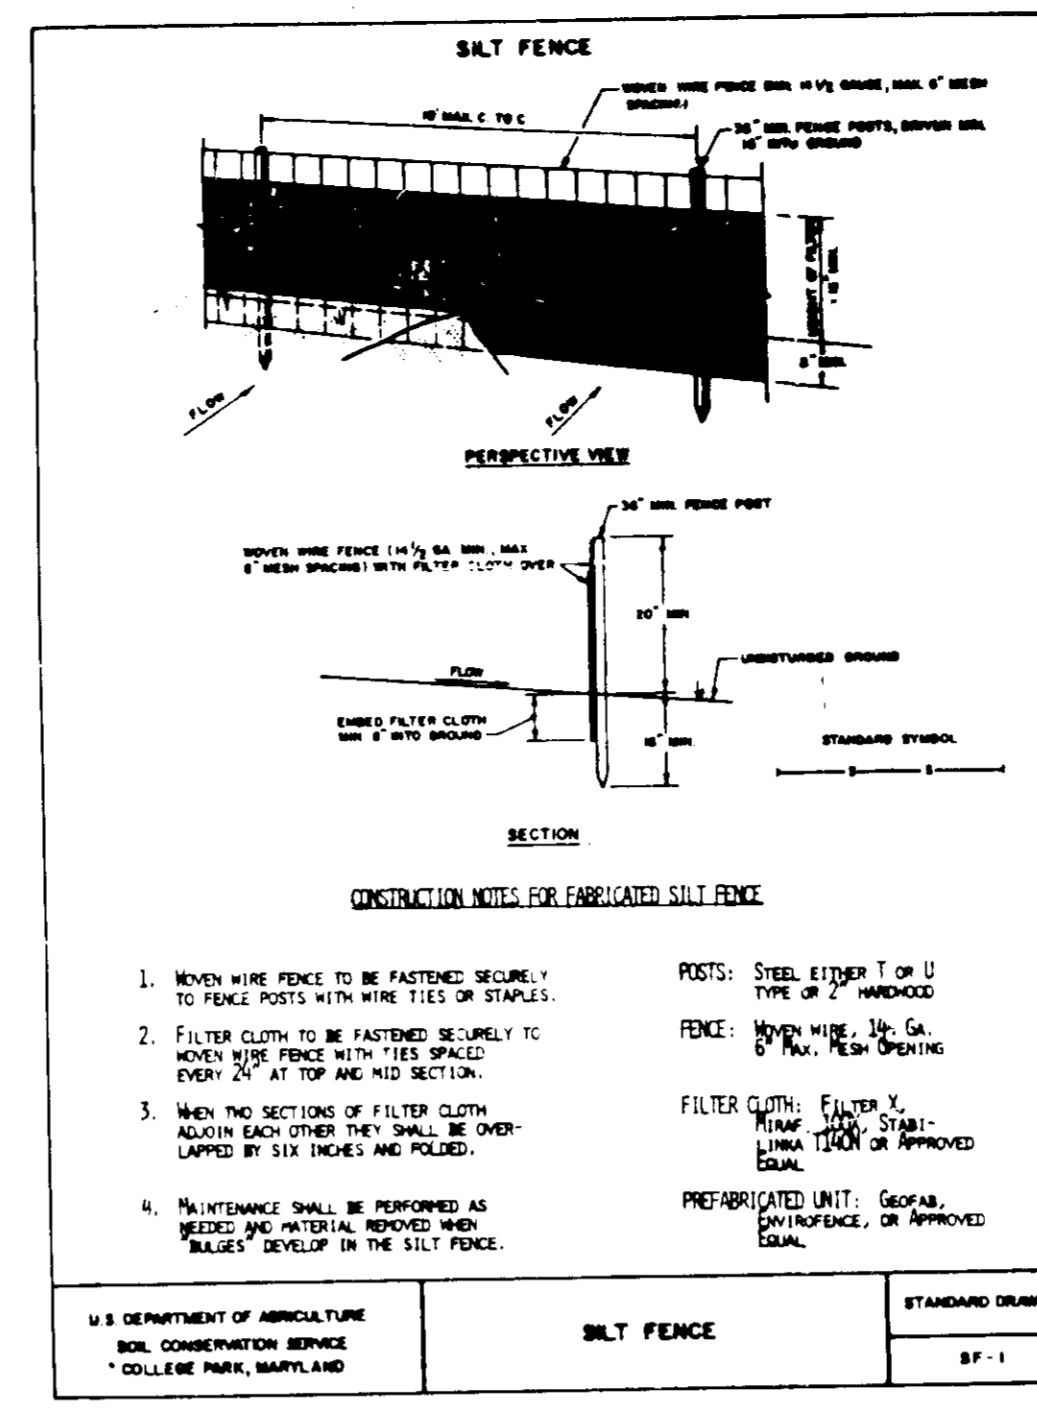 SILT FENCE
WOVEN WIRE FENCE (MIN. 14 1/2 GAUGE, MAX. 6" MESH
SPACING)
10' MAX. C. TO C.
36" MIN. FENCE POSTS, DRIVEN MIN.
16" INTO GROUND
HEIGHT OF FILTER
16" MIN.
8" MIN.
FLOW
FLOW
PERSPECTIVE VIEW
36" MIN. FENCE POST
WOVEN WIRE FENCE (14 1/2 GA. MIN., MAX
6" MESH SPACING) WITH FILTER CLOTH OVER
20" MIN
UNDISTURBED GROUND
FLOW
EMBED FILTER CLOTH
MIN. 8" INTO GROUND
16" MIN.
STANDARD SYMBOL
S S
SECTION
CONSTRUCTION NOTES FOR FABRICATED SILT FENCE
1. WOVEN WIRE FENCE TO BE FASTENED SECURELY
TO FENCE POSTS WITH WIRE TIES OR STAPLES.
2. FILTER CLOTH TO BE FASTENED SECURELY TO
WOVEN WIRE FENCE WITH TIES SPACED
EVERY 24" AT TOP AND MID SECTION.
3. WHEN TWO SECTIONS OF FILTER CLOTH
ADJOIN EACH OTHER THEY SHALL BE OVER-
LAPPED BY SIX INCHES AND FOLDED.
4. MAINTENANCE SHALL BE PERFORMED AS
NEEDED AND MATERIAL REMOVED WHEN
"BULGES" DEVELOP IN THE SILT FENCE.
POSTS: STEEL EITHER T OR U
TYPE OR 2" HARDWOOD
FENCE: WOVEN WIRE, 14. GA.
6" MAX. MESH OPENING
FILTER CLOTH: FILTER X,
MIRAF. 100X, STABI-
LINKA T140N OR APPROVED
EQUAL
PREFABRICATED UNIT: GEOFAB,
ENVIROFENCE, OR APPROVED
EQUAL
U.S. DEPARTMENT OF AGRICULTURE
SOIL CONSERVATION SERVICE
COLLEGE PARK, MARYLAND
SILT FENCE
STANDARD DRAW
SF-1